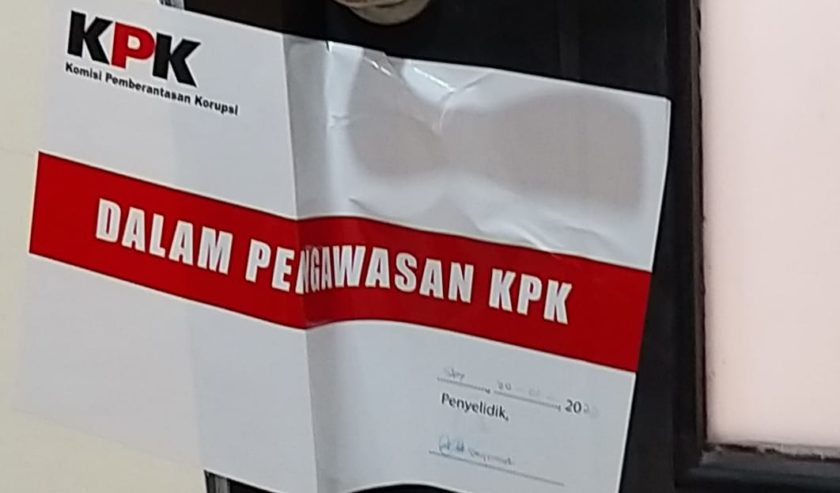 KPK
Komisi Pemberantasan Korupsi
DALAM PENGAWASAN KPK
20
Penyelidik,